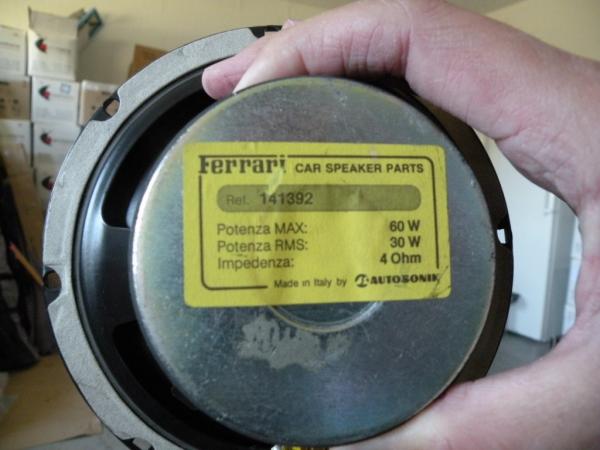 Ferrari CAR SPEAKER PARTS
Ref. 141392
Potenza MAX: 60 W
Potenza RMS: 30 W
Impedenza: 4 Ohm
Made in Italy by AUTOSONIK